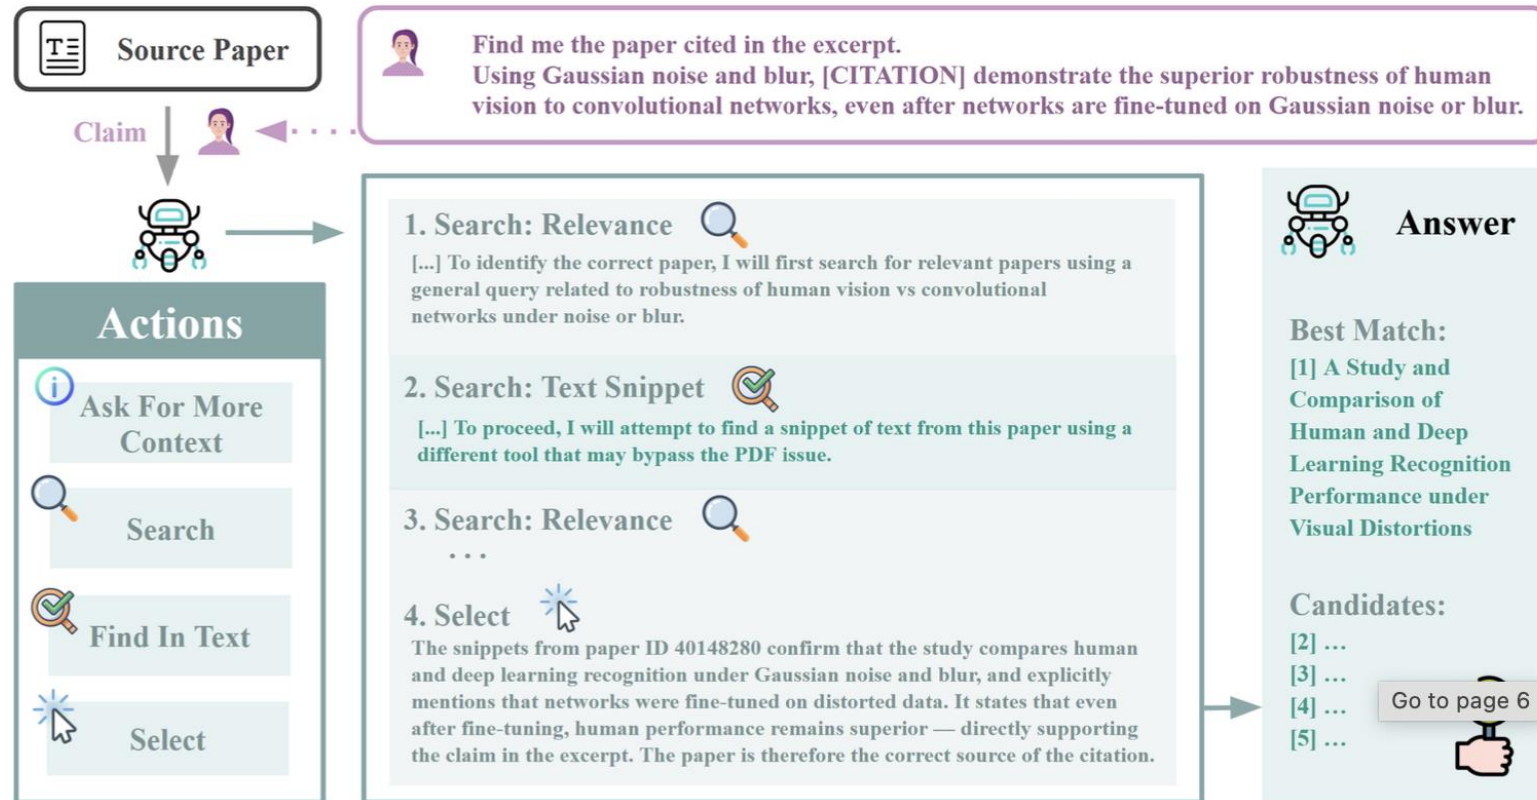 Source Paper
Find me the paper cited in the excerpt.
Using Gaussian noise and blur, [CITATION] demonstrate the superior robustness of human
vision to convolutional networks, even after networks are fine-tuned on Gaussian noise or blur.
Claim
Actions
Ask For More
Context
Search
Find In Text
Select
1. Search: Relevance
[...] To identify the correct paper, I will first search for relevant papers using a
general query related to robustness of human vision vs convolutional
networks under noise or blur.
2. Search: Text Snippet
[...] To proceed, I will attempt to find a snippet of text from this paper using a
different tool that may bypass the PDF issue.
3. Search: Relevance
...
4. Select
The snippets from paper ID 40148280 confirm that the study compares human
and deep learning recognition under Gaussian noise and blur, and explicitly
mentions that networks were fine-tuned on distorted data. It states that even
after fine-tuning, human performance remains superior — directly supporting
the claim in the excerpt. The paper is therefore the correct source of the citation.
Answer
Best Match:
[1] A Study and
Comparison of
Human and Deep
Learning Recognition
Performance under
Visual Distortions
Candidates:
[2] ...
[3] ...
[4] ...
[5] ...
Go to page 6